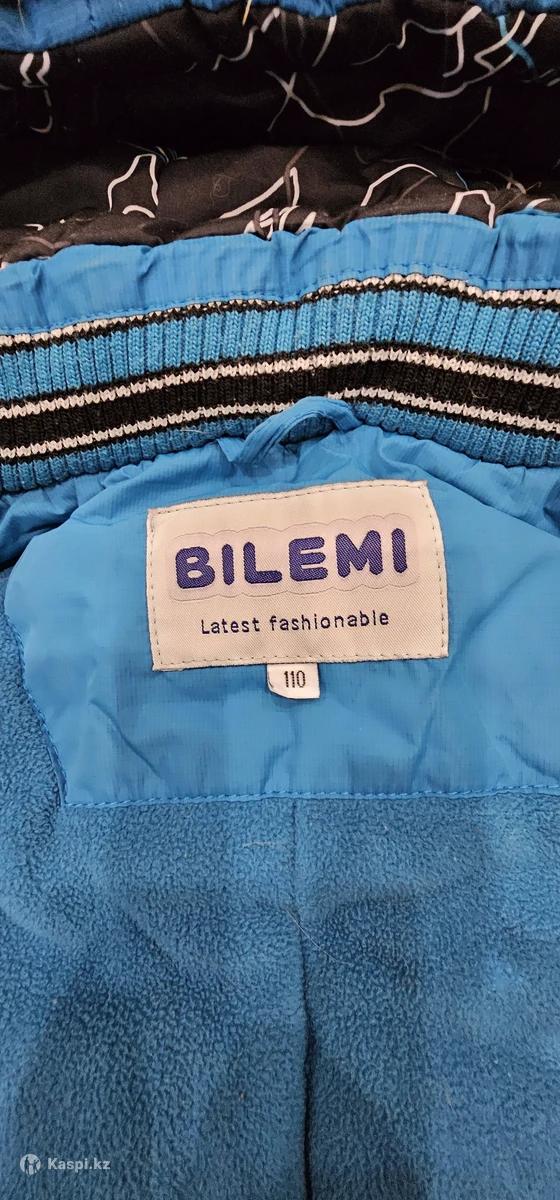 BILEMI
Latest fashionable
110
Kaspi.kz